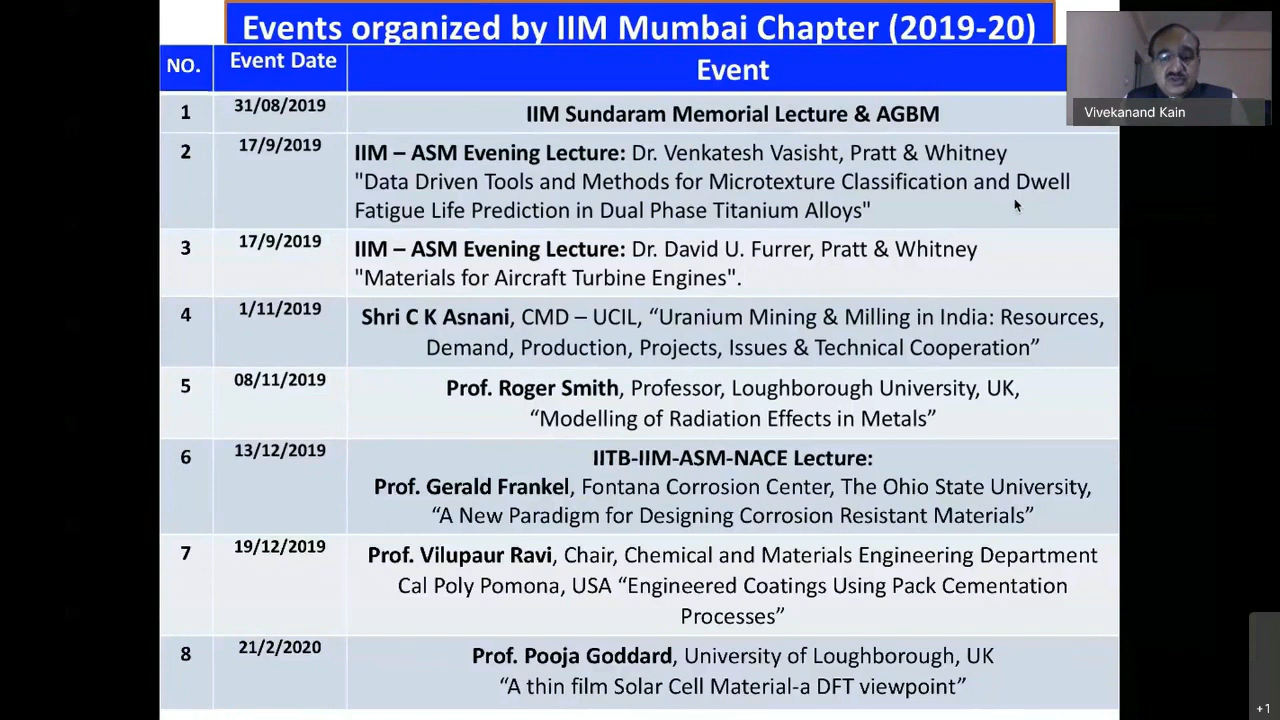 Events organized by IIM Mumbai Chapter (2019-20)
NO. Event Date Event
1 31/08/2019 IIM Sundaram Memorial Lecture & AGBM
2 17/9/2019 IIM – ASM Evening Lecture: Dr. Venkatesh Vasisht, Pratt & Whitney
"Data Driven Tools and Methods for Microtexture Classification and Dwell
Fatigue Life Prediction in Dual Phase Titanium Alloys"
3 17/9/2019 IIM – ASM Evening Lecture: Dr. David U. Furrer, Pratt & Whitney
"Materials for Aircraft Turbine Engines".
4 1/11/2019 Shri C K Asnani, CMD – UCIL, “Uranium Mining & Milling in India: Resources,
Demand, Production, Projects, Issues & Technical Cooperation”
5 08/11/2019 Prof. Roger Smith, Professor, Loughborough University, UK,
“Modelling of Radiation Effects in Metals”
6 13/12/2019 IITB-IIM-ASM-NACE Lecture:
Prof. Gerald Frankel, Fontana Corrosion Center, The Ohio State University,
“A New Paradigm for Designing Corrosion Resistant Materials”
7 19/12/2019 Prof. Vilupaur Ravi, Chair, Chemical and Materials Engineering Department
Cal Poly Pomona, USA “Engineered Coatings Using Pack Cementation
Processes”
8 21/2/2020 Prof. Pooja Goddard, University of Loughborough, UK
“A thin film Solar Cell Material-a DFT viewpoint”
Vivekanand Kain
+1